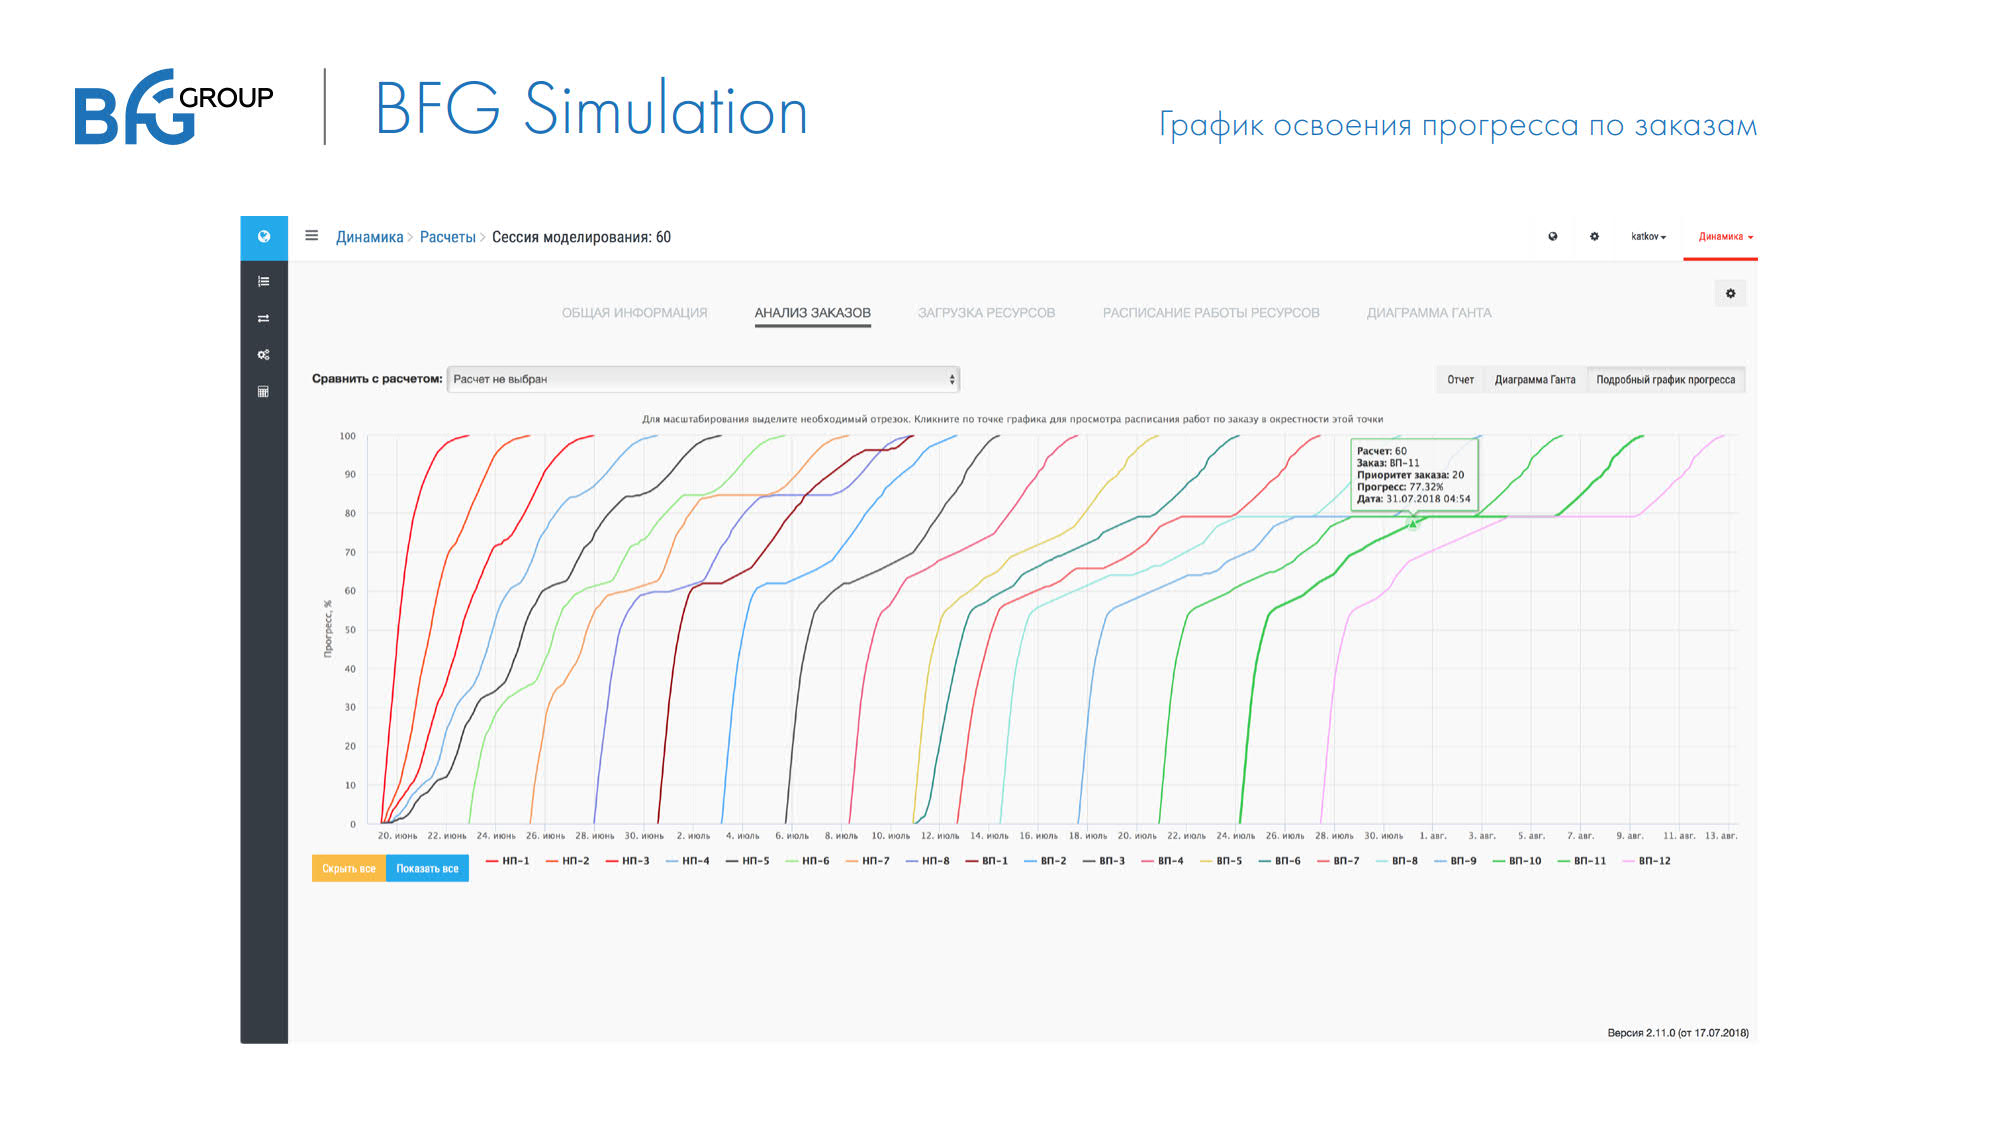 BFG GROUP
BFG Simulation
График освоения прогресса по заказам
Динамика > Расчеты > Сессия моделирования: 60
katkov
Динамика
ОБЩАЯ ИНФОРМАЦИЯ АНАЛИЗ ЗАКАЗОВ ЗАГРУЗКА РЕСУРСОВ РАСПИСАНИЕ РАБОТЫ РЕСУРСОВ ДИАГРАММА ГАНТА
Сравнить с расчетом: Расчет не выбран
Отчет Диаграмма Ганта Подробный график прогресса
Для масштабирования выделите необходимый отрезок. Кликните по точке графика для просмотра расписания работ по заказу в окрестности этой точки
Прогресс, %
100
90
80
70
60
50
40
30
20
10
0
Расчет: 60
Заказ: ВП-11
Приоритет заказа: 20
Прогресс: 77.32%
Дата: 31.07.2018 04:54
20. июнь 22. июнь 24. июнь 26. июнь 28. июнь 30. июнь 2. июль 4. июль 6. июль 8. июль 10. июль 12. июль 14. июль 16. июль 18. июль 20. июль 22. июль 24. июль 26. июль 28. июль 30. июль 1. авг. 3. авг. 5. авг. 7. авг. 9. авг. 11. авг. 13. авг.
Скрыть все Показать все
НП-1 НП-2 НП-3 НП-4 НП-5 НП-6 НП-7 НП-8 ВП-1 ВП-2 ВП-3 ВП-4 ВП-5 ВП-6 ВП-7 ВП-8 ВП-9 ВП-10 ВП-11 ВП-12
Версия 2.11.0 (от 17.07.2018)